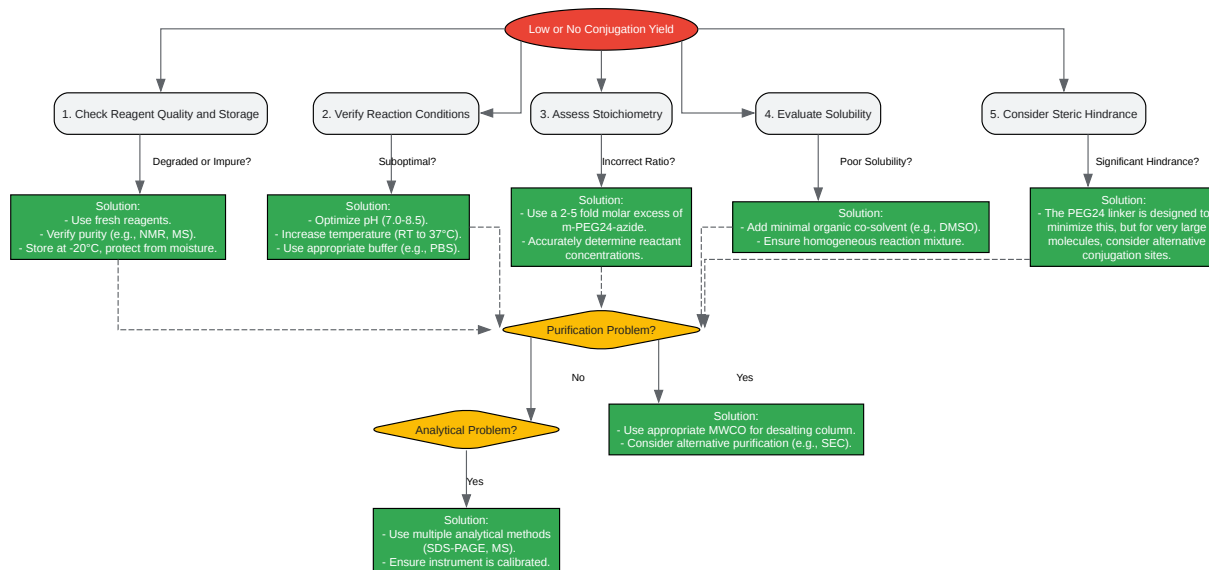 Low or No Conjugation Yield
1. Check Reagent Quality and Storage
2. Verify Reaction Conditions
3. Assess Stoichiometry
4. Evaluate Solubility
5. Consider Steric Hindrance
Degraded or Impure?
Suboptimal?
Incorrect Ratio?
Poor Solubility?
Significant Hindrance?
Solution:
- Use fresh reagents.
- Verify purity (e.g., NMR, MS).
- Store at -20°C, protect from moisture.
Solution:
- Optimize pH (7.0-8.5).
- Increase temperature (RT to 37°C).
- Use appropriate buffer (e.g., PBS).
Solution:
- Use a 2-5 fold molar excess of
m-PEG24-azide.
- Accurately determine reactant
concentrations.
Solution:
- Add minimal organic co-solvent (e.g., DMSO).
- Ensure homogeneous reaction mixture.
Solution:
- The PEG24 linker is designed to
minimize this, but for very large
molecules, consider alternative
conjugation sites.
Purification Problem?
No
Yes
Analytical Problem?
Solution:
- Use appropriate MWCO for desalting column.
- Consider alternative purification (e.g., SEC).
Yes
Solution:
- Use multiple analytical methods
(SDS-PAGE, MS).
- Ensure instrument is calibrated.